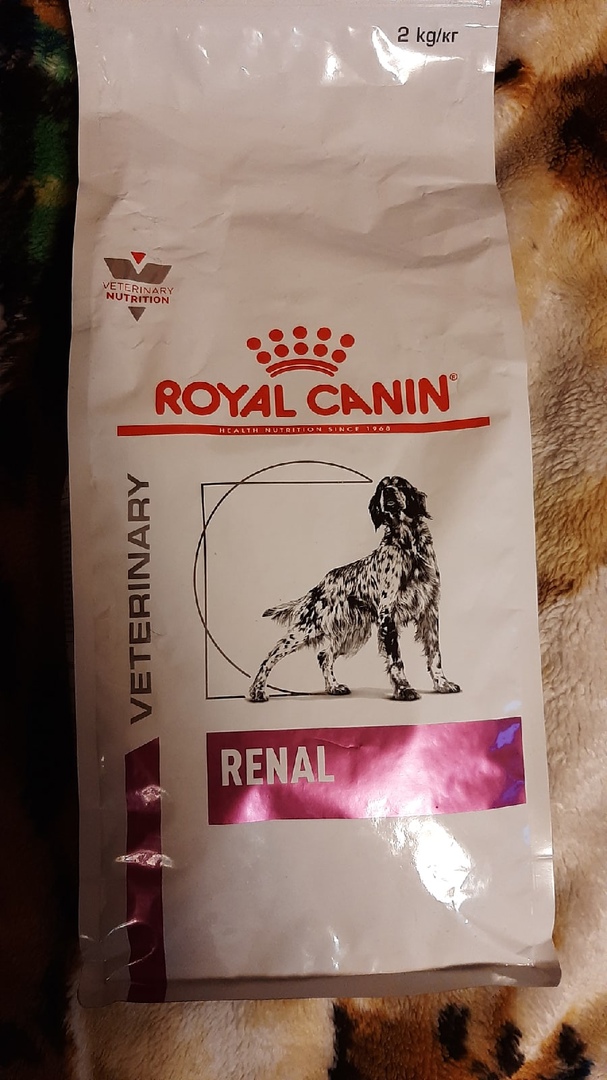 2 kg/кг
VETERINARY
NUTRITION
ROYAL CANIN®
HEALTH NUTRITION SINCE 1968
VETERINARY
RENAL